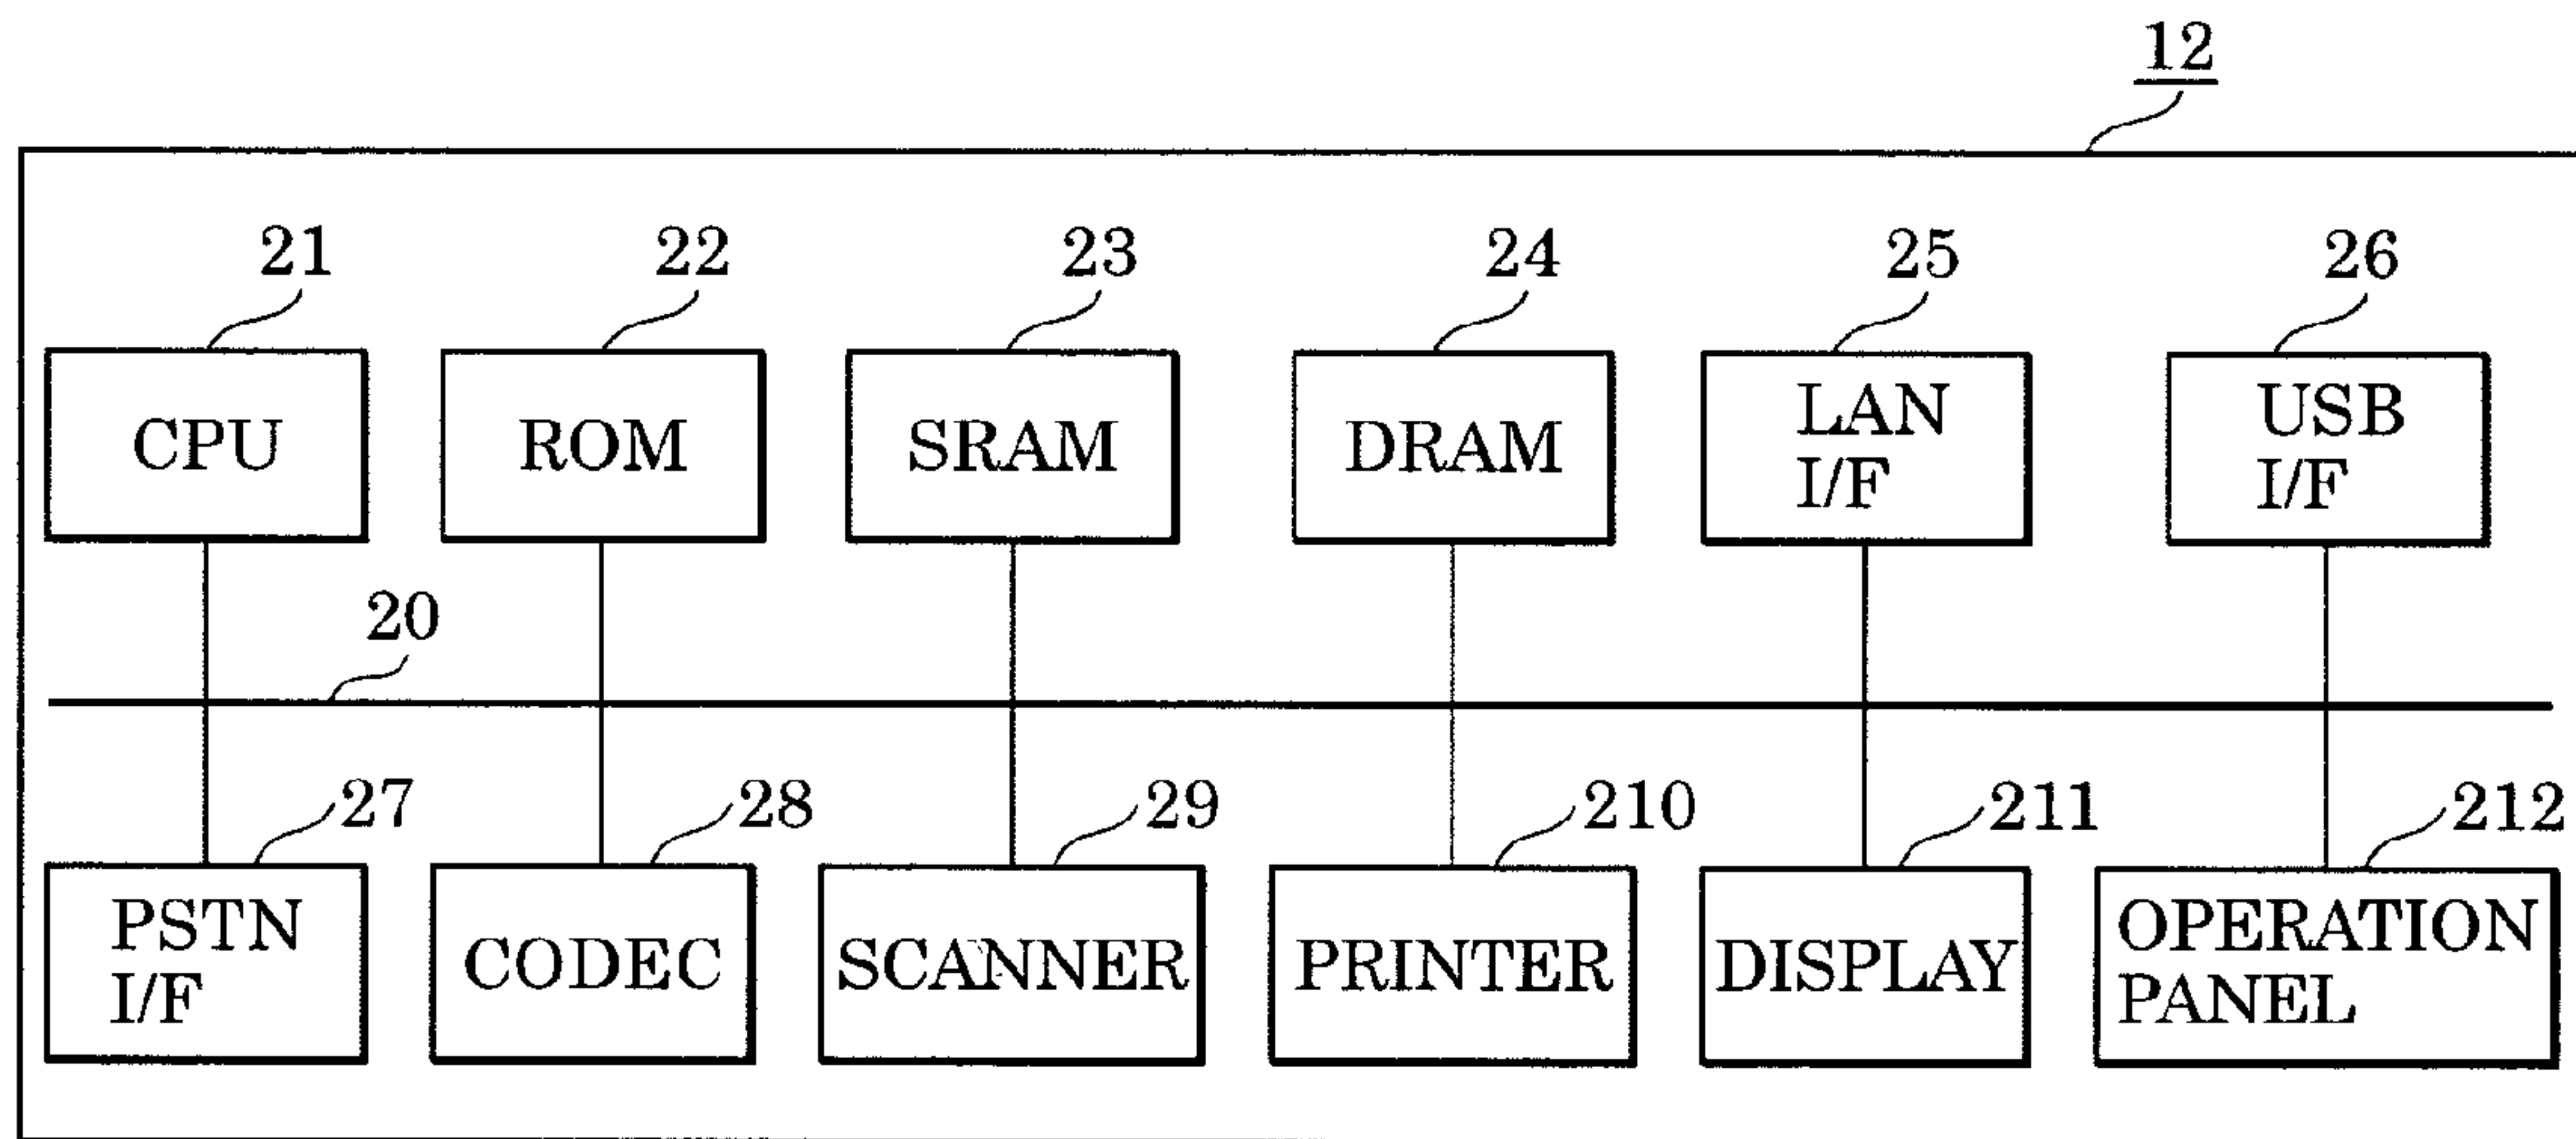 12
21
22
23
24
25
26
CPU
ROM
SRAM
DRAM
LAN
I/F
USB
I/F
20
27
28
29
210
211
212
PSTN
I/F
CODEC
SCANNER
PRINTER
DISPLAY
OPERATION
PANEL